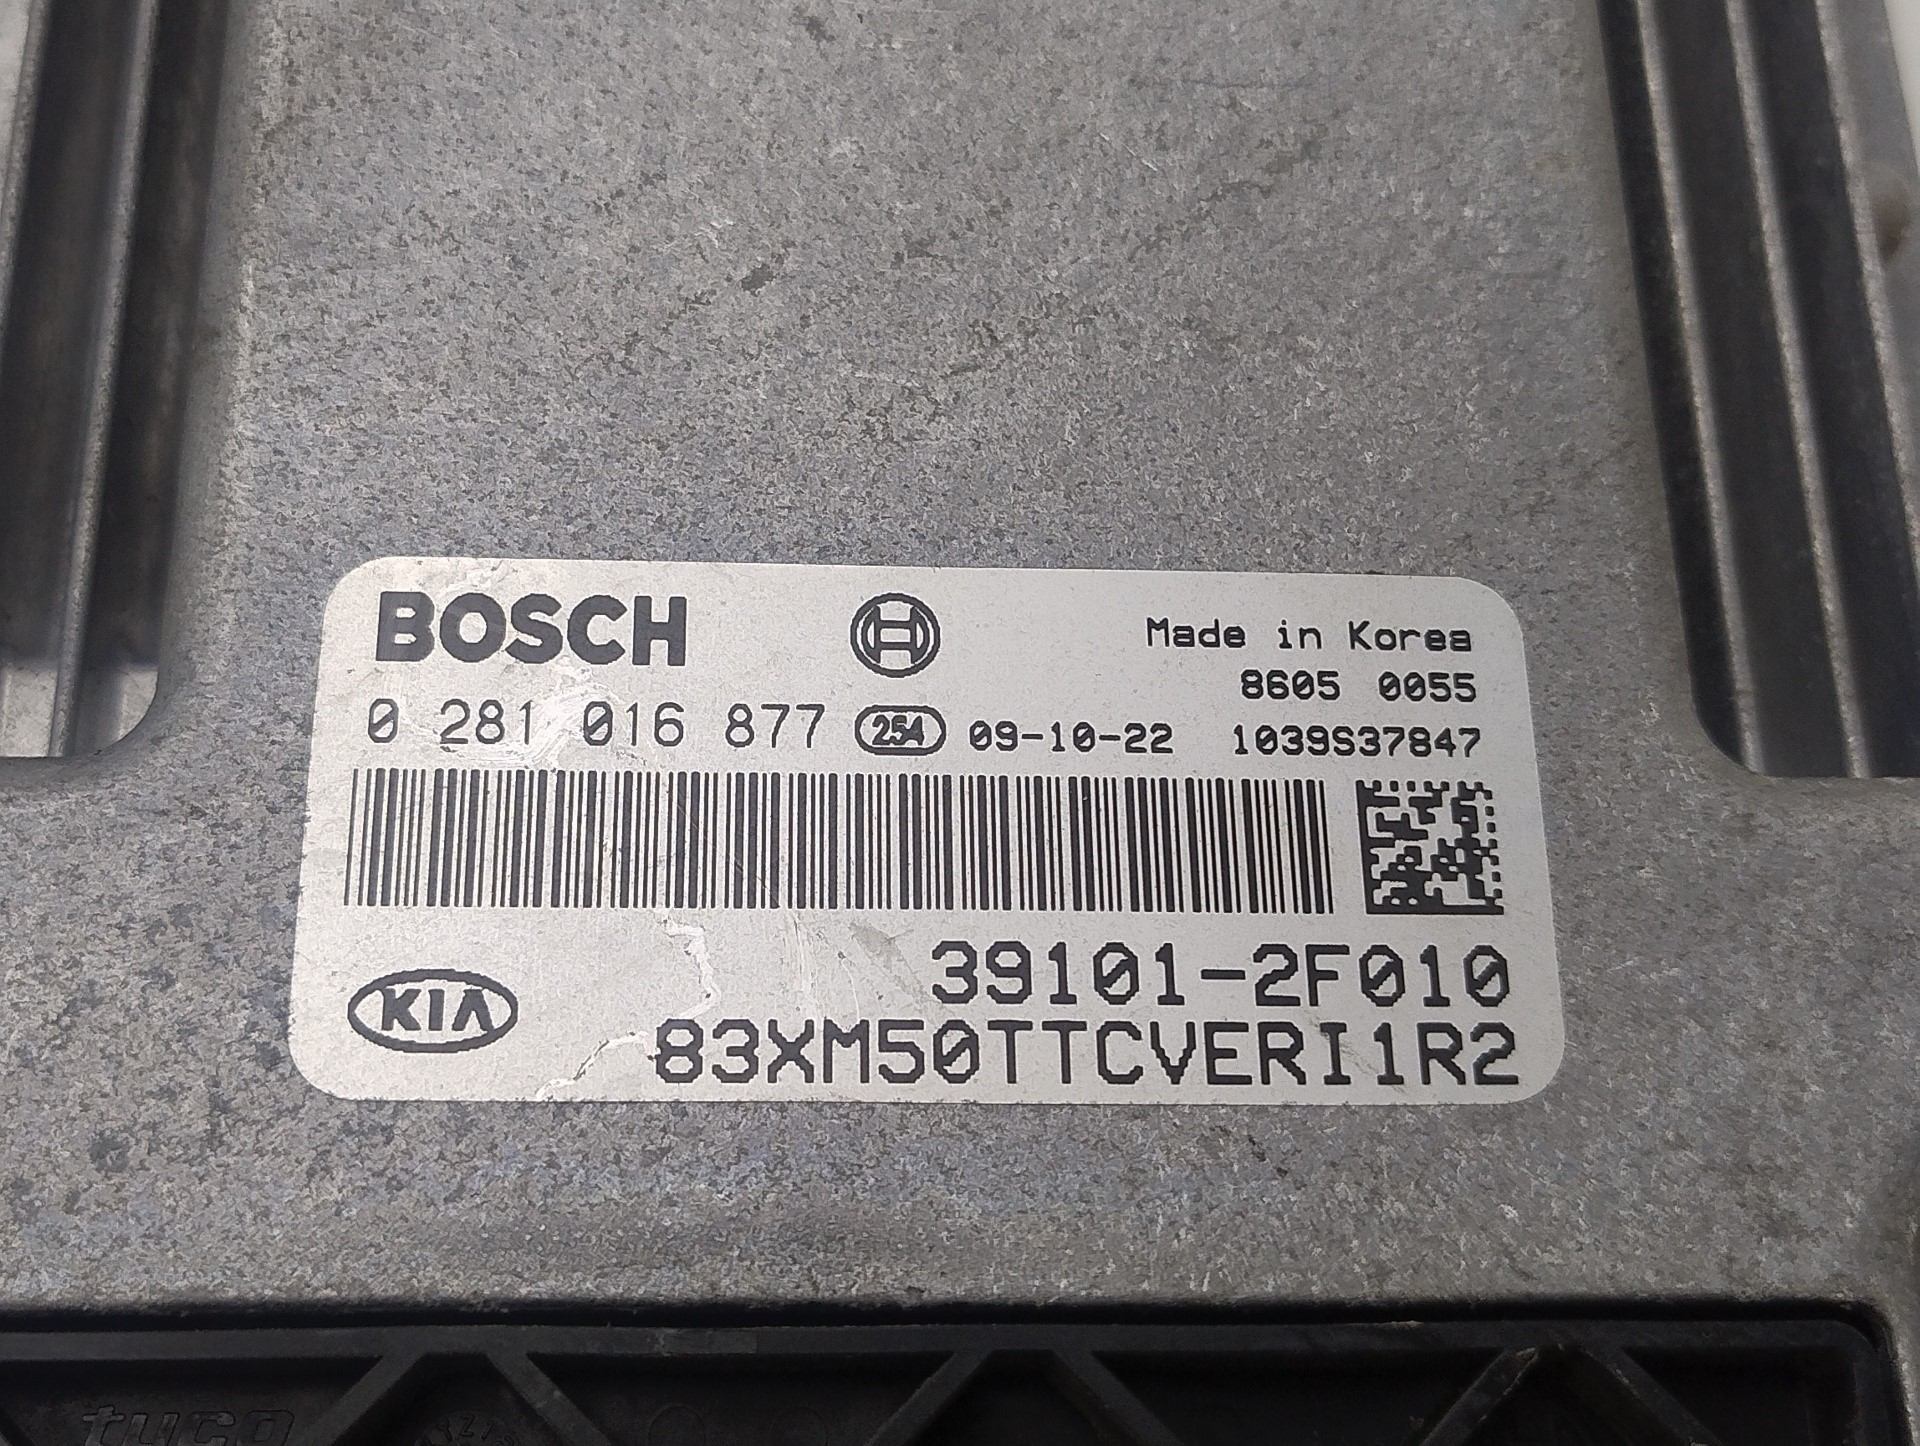 BOSCH
Made in Korea
8605 0055
0 281 016 877 254 09-10-22 1039S37847
39101-2F010
KIA
83XM50TTCVERI1R2
tyco